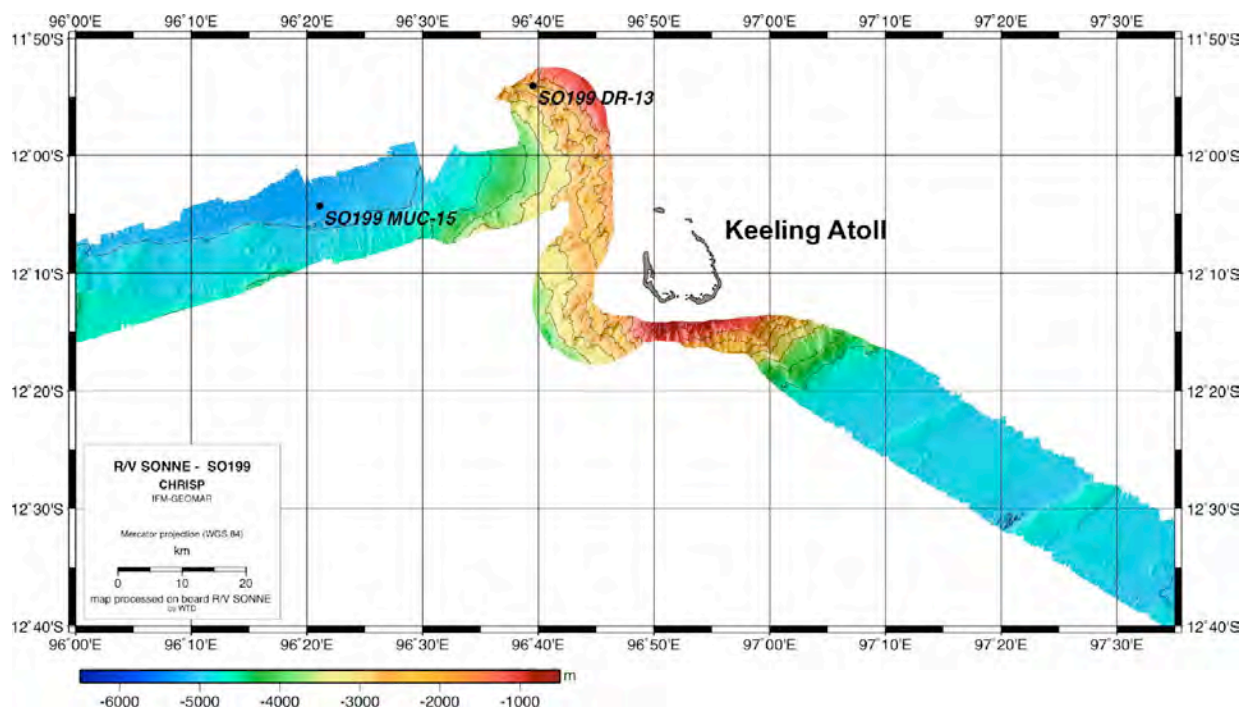 96˚00'E 96˚10'E 96˚20'E 96˚30'E 96˚40'E 96˚50'E 97˚00'E 97˚10'E 97˚20'E 97˚30'E
11˚50'S 11˚50'S
SO199 DR-13
12˚00'S 12˚00'S
SO199 MUC-15
Keeling Atoll
12˚10'S 12˚10'S
12˚20'S 12˚20'S
R/V SONNE - SO199
CHRISP
IFM-GEOMAR
12˚30'S 12˚30'S
Mercator projection (WGS 84)
km
0 10 20
map processed on board R/V SONNE
by WTD
12˚40'S 12˚40'S
96˚00'E 96˚10'E 96˚20'E 96˚30'E 96˚40'E 96˚50'E 97˚00'E 97˚10'E 97˚20'E 97˚30'E
m
-6000 -5000 -4000 -3000 -2000 -1000